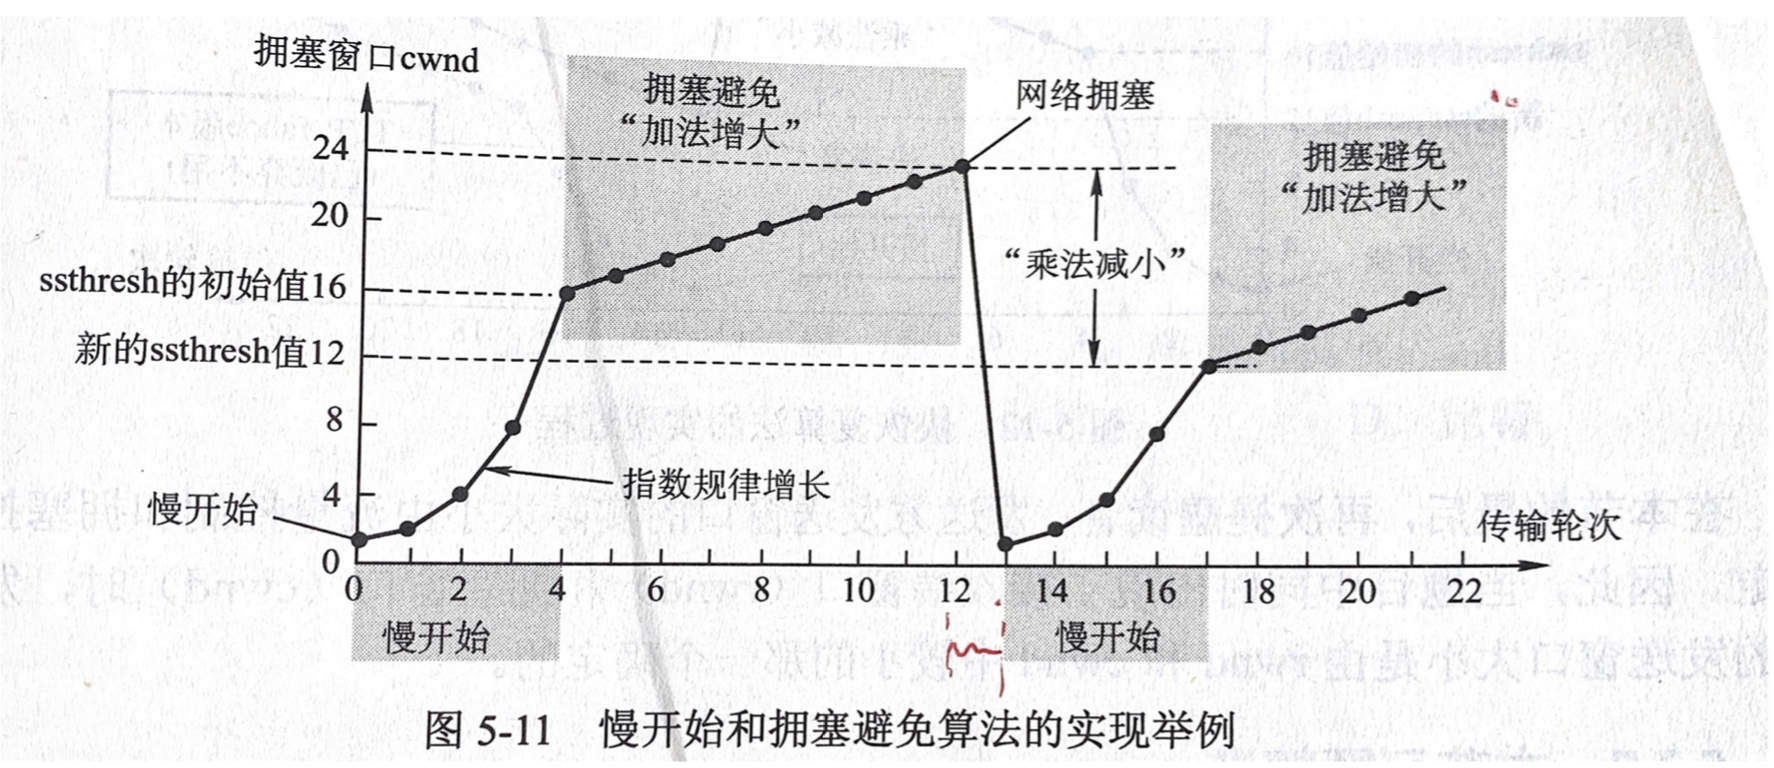 拥塞窗口cwnd
24
20
ssthresh的初始值16
新的ssthresh值12
8
4
0
慢开始
拥塞避免
“加法增大”
网络拥塞
“乘法减小”
拥塞避免
“加法增大”
指数规律增长
传输轮次
0 2 4 6 8 10 12 14 16 18 20 22
慢开始
慢开始
图 5-11 慢开始和拥塞避免算法的实现举例